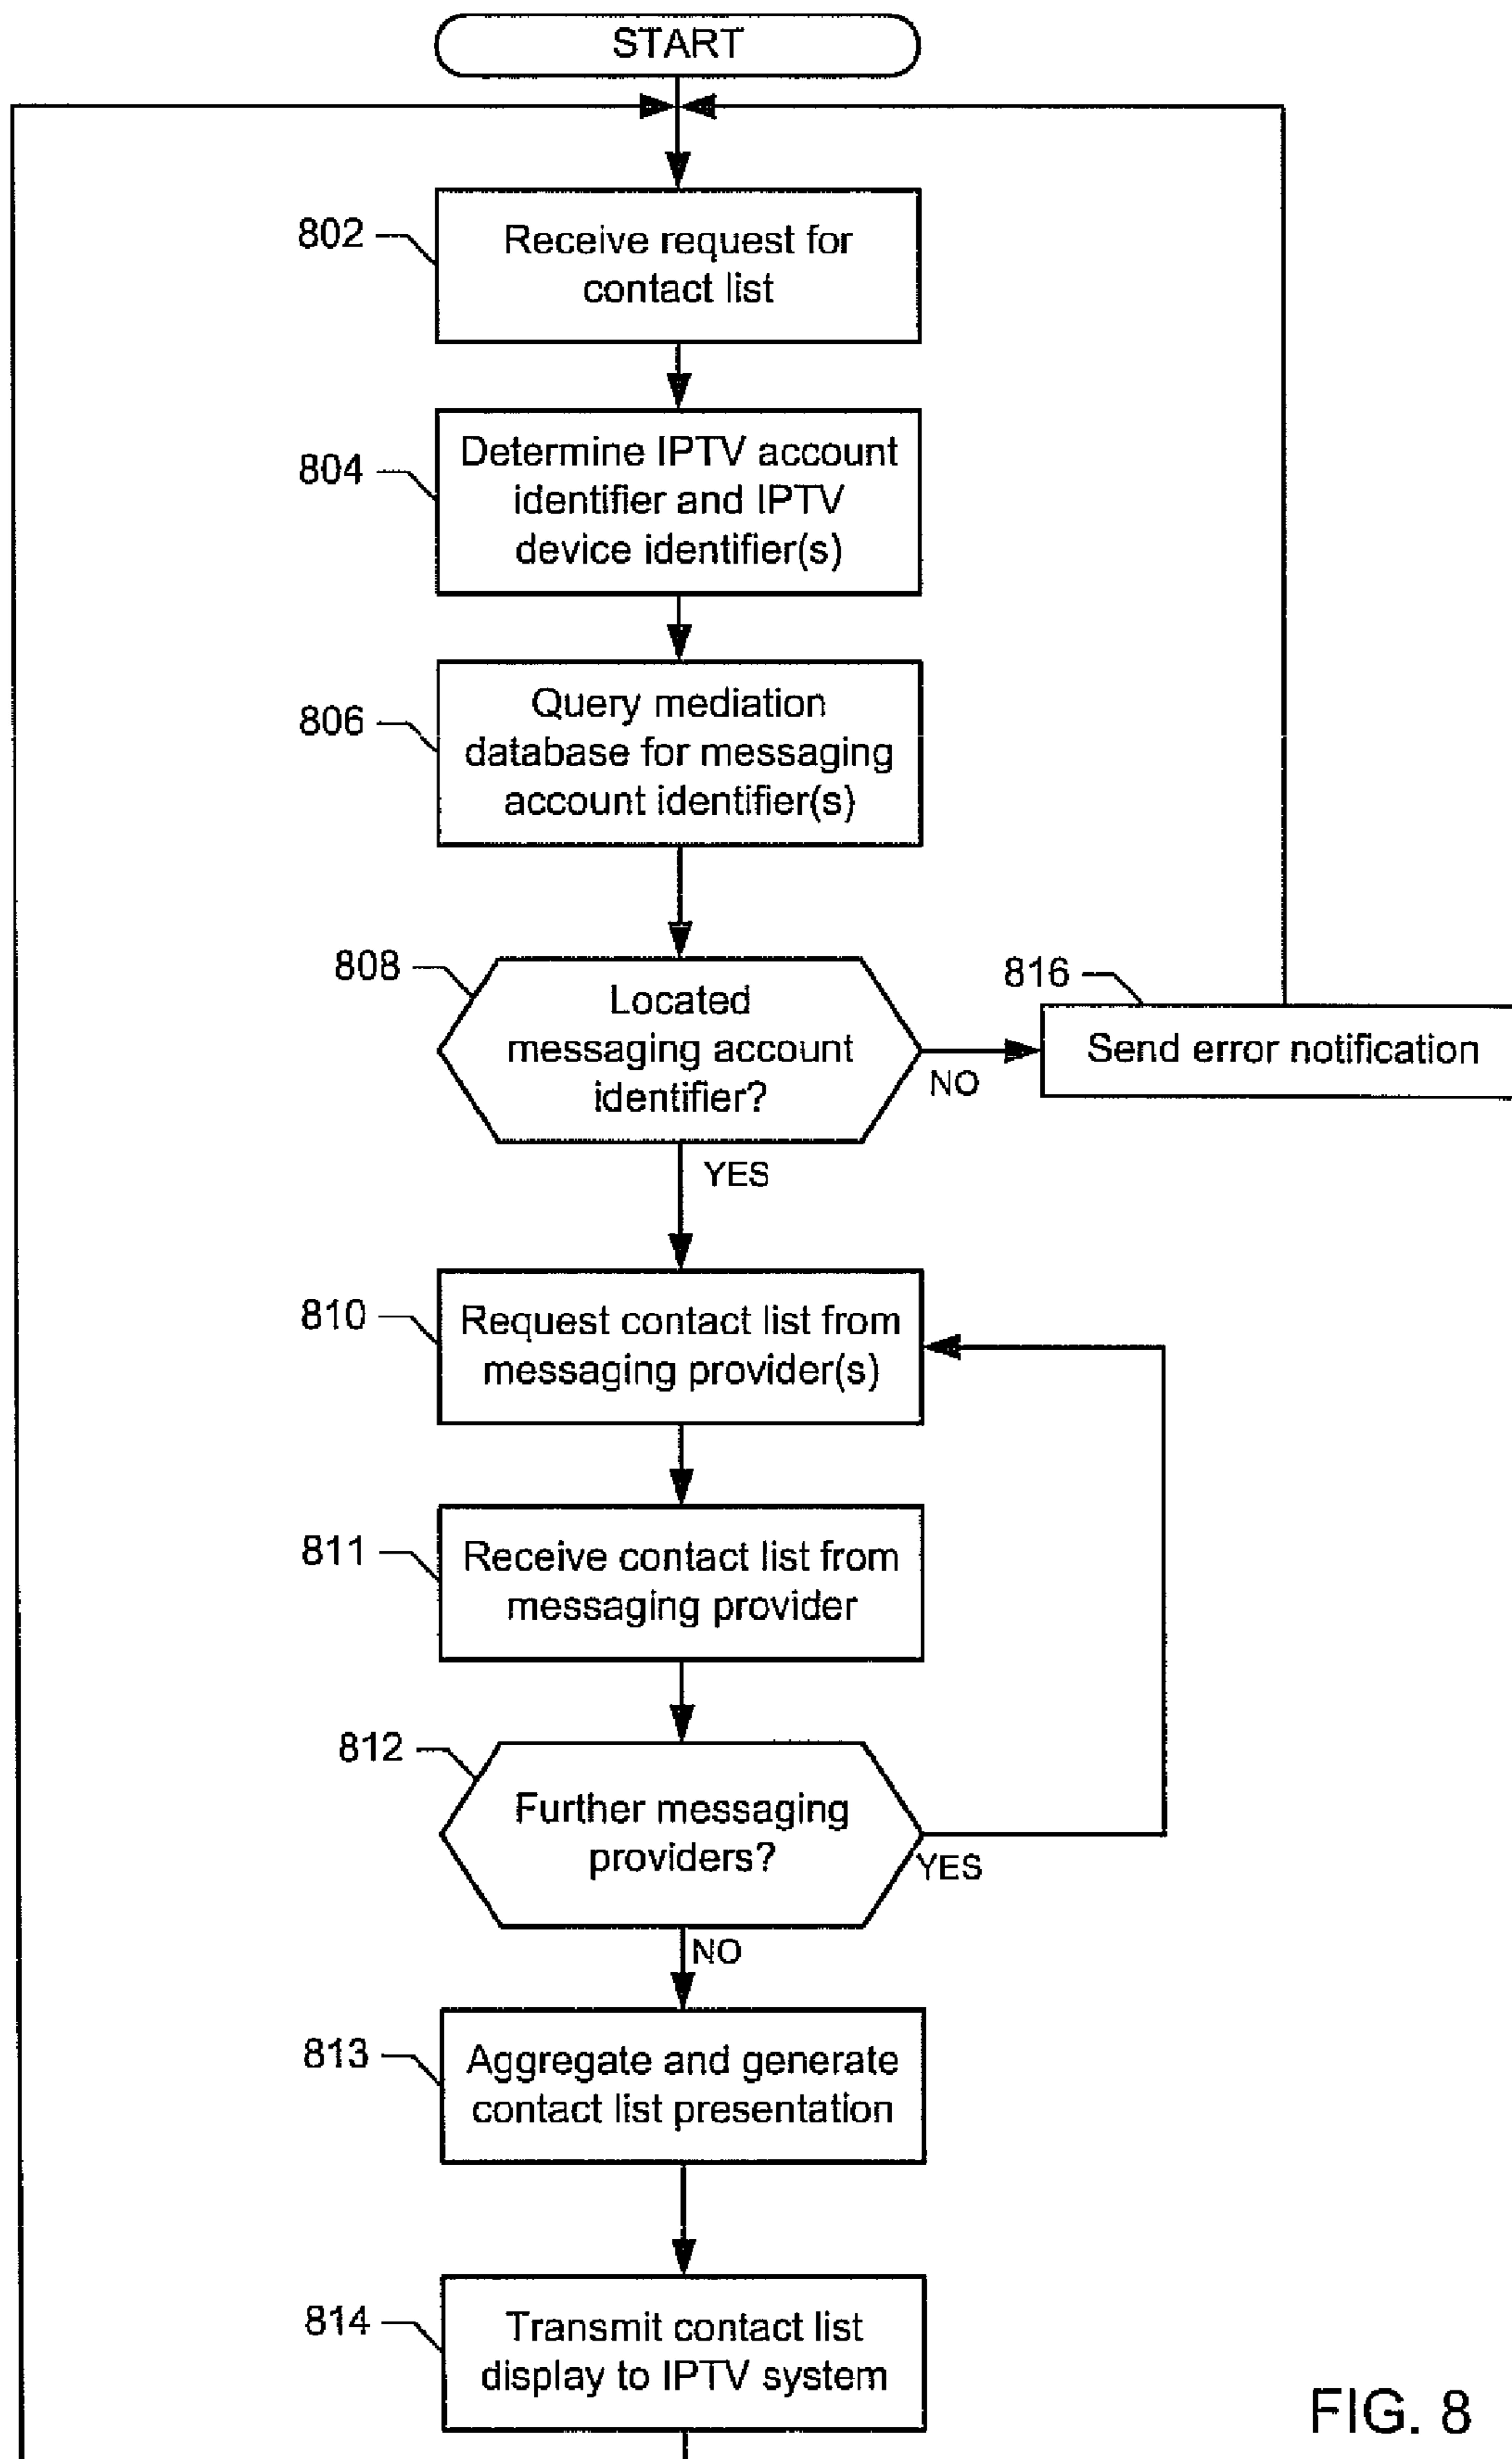 START
802
Receive request for
contact list
804
Determine IPTV account
identifier and IPTV
device identifier(s)
806
Query mediation
database for messaging
account identifier(s)
808
Located
messaging account
identifier?
NO
816
Send error notification
YES
810
Request contact list from
messaging provider(s)
811
Receive contact list from
messaging provider
812
Further messaging
providers?
YES
NO
813
Aggregate and generate
contact list presentation
814
Transmit contact list
display to IPTV system
FIG. 8